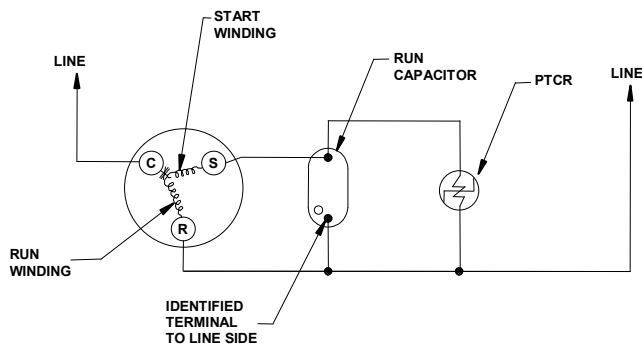 START
WINDING
LINE
RUN
CAPACITOR
PTCR
LINE
C
S
R
RUN
WINDING
IDENTIFIED
TERMINAL
TO LINE SIDE